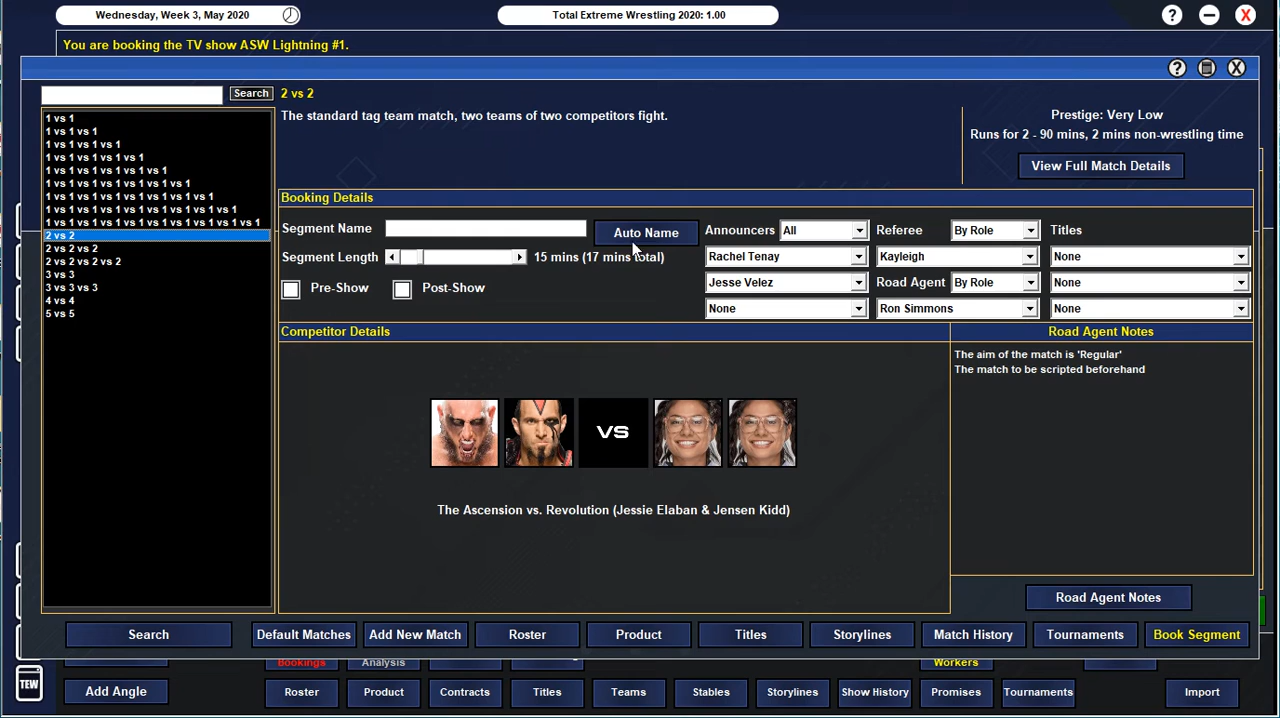 Wednesday, Week 3, May 2020
Total Extreme Wrestling 2020: 1.00
? X
You are booking the TV show ASW Lightning #1.
? X
Search
2 vs 2
The standard tag team match, two teams of two competitors fight.
Prestige: Very Low
Runs for 2 - 90 mins, 2 mins non-wrestling time
View Full Match Details
1 vs 1
1 vs 1 vs 1
1 vs 1 vs 1 vs 1
1 vs 1 vs 1 vs 1 vs 1
1 vs 1 vs 1 vs 1 vs 1 vs 1
1 vs 1 vs 1 vs 1 vs 1 vs 1 vs 1
1 vs 1 vs 1 vs 1 vs 1 vs 1 vs 1 vs 1
1 vs 1 vs 1 vs 1 vs 1 vs 1 vs 1 vs 1 vs 1
1 vs 1 vs 1 vs 1 vs 1 vs 1 vs 1 vs 1 vs 1 vs 1
2 vs 2
2 vs 2 vs 2
2 vs 2 vs 2 vs 2
3 vs 3
3 vs 3 vs 3
4 vs 4
5 vs 5
Booking Details
Segment Name Auto Name Announcers All Referee By Role Titles
Segment Length 15 mins (17 mins total) Rachel Tenay Kayleigh None
Pre-Show Post-Show Jesse Velez Road Agent By Role None
None Ron Simmons None
Competitor Details
Road Agent Notes
The aim of the match is 'Regular'
The match to be scripted beforehand
VS
The Ascension vs. Revolution (Jessie Elaban & Jensen Kidd)
Road Agent Notes
Search Default Matches Add New Match Roster Product Titles Storylines Match History Tournaments Book Segment
Bookings Analysis Workers
TEW
Add Angle Roster Product Contracts Titles Teams Stables Storylines Show History Promises Tournaments Import